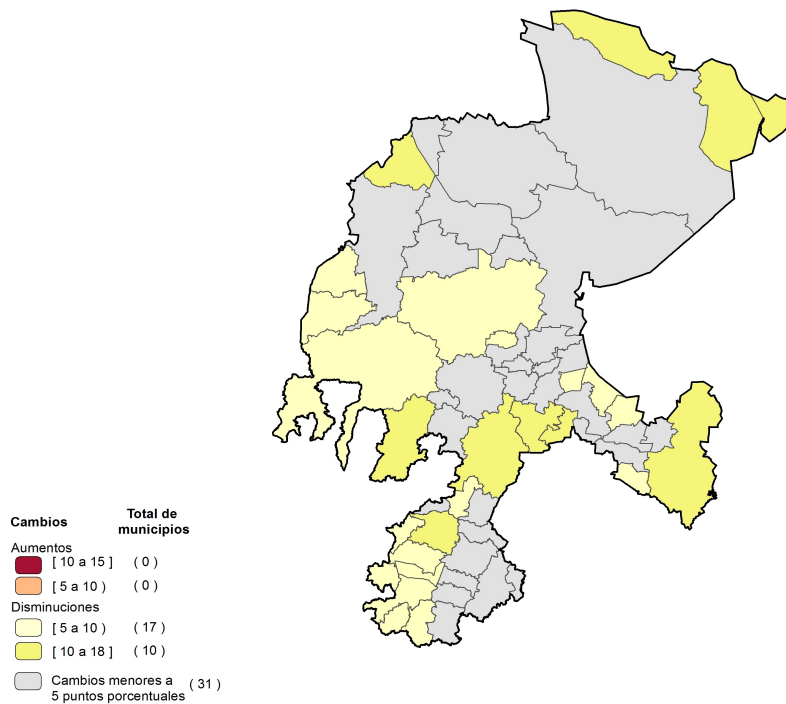 Cambios Total de
municipios
Aumentos
[ 10 a 15 ] ( 0 )
[ 5 a 10 ) ( 0 )
Disminuciones
[ 5 a 10 ) ( 17 )
[ 10 a 18 ] ( 10 )
Cambios menores a ( 31 )
5 puntos porcentuales